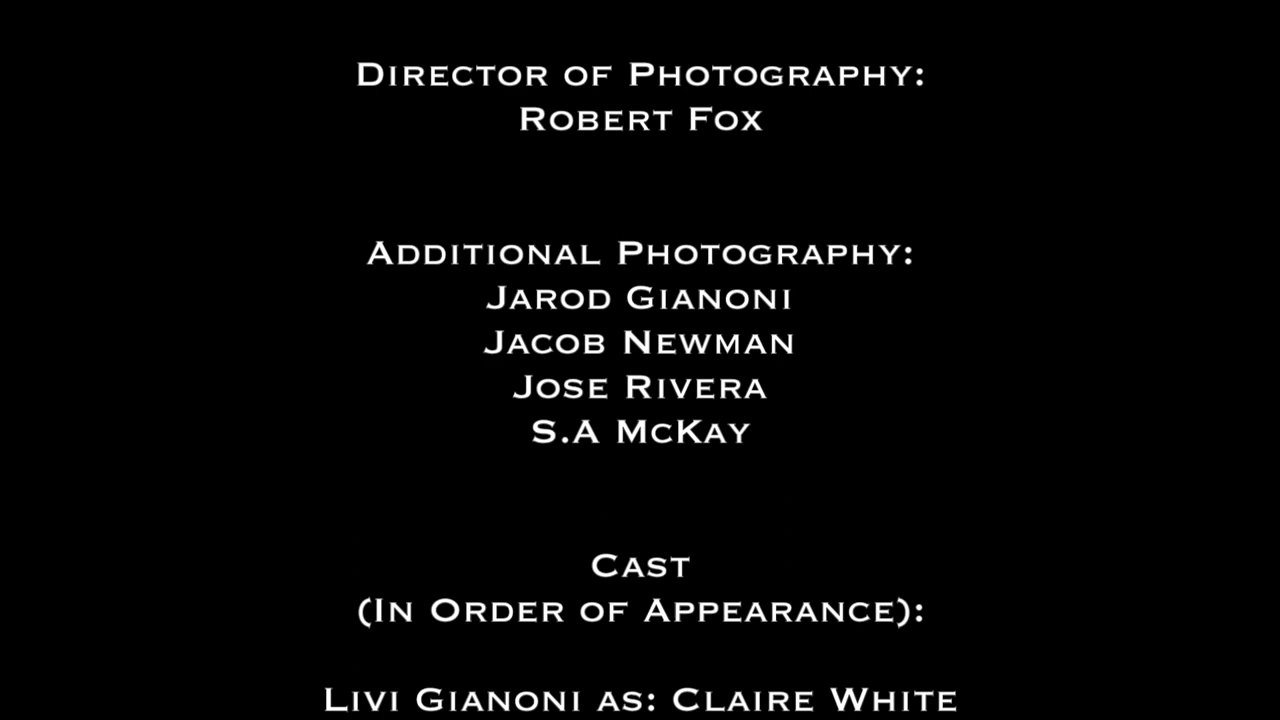 Director of Photography:
Robert Fox
Additional Photography:
Jarod Gianoni
Jacob Newman
Jose Rivera
S.A McKay
Cast
(In Order of Appearance):
Livi Gianoni as: Claire White